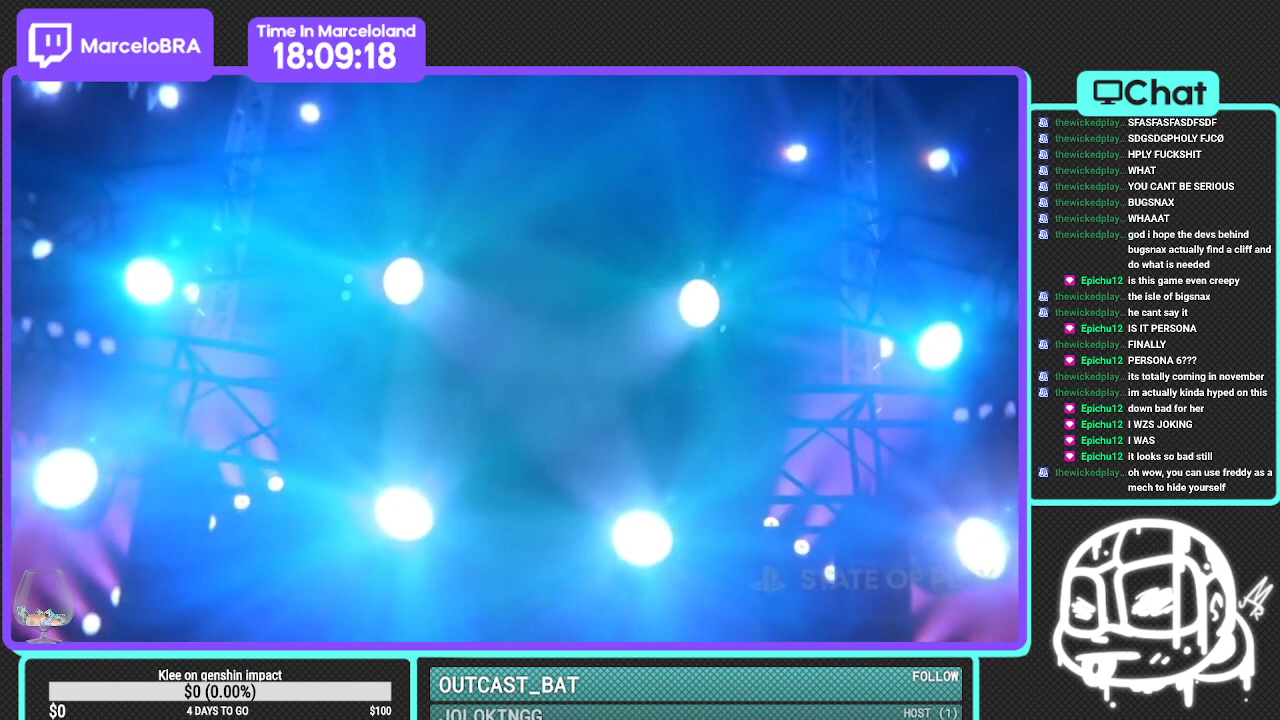 MarceloBRA
Time In Marceloland
18:09:18
Chat
thewickedplay... SFASFASFASDFSDF
thewickedplay... SDGSDGPHOLY FJCØ
thewickedplay... HPLY FUCKSHIT
thewickedplay... WHAT
thewickedplay... YOU CANT BE SERIOUS
thewickedplay... BUGSNAX
thewickedplay... WHAAAT
thewickedplay... god i hope the devs behind
bugsnax actually find a cliff and
do what is needed
Epichu12 is this game even creepy
thewickedplay... the isle of bigsnax
thewickedplay... he cant say it
Epichu12 IS IT PERSONA
thewickedplay... FINALLY
Epichu12 PERSONA 6???
thewickedplay... its totally coming in november
thewickedplay... im actually kinda hyped on this
Epichu12 down bad for her
Epichu12 I WZS JOKING
Epichu12 I WAS
Epichu12 it looks so bad still
thewickedplay... oh wow, you can use freddy as a
mech to hide yourself
STATE OF PLAY
Klee on genshin impact
$0 (0.00%)
$0 4 DAYS TO GO $100
OUTCAST_BAT FOLLOW
JOLOKINGG HOST (1)